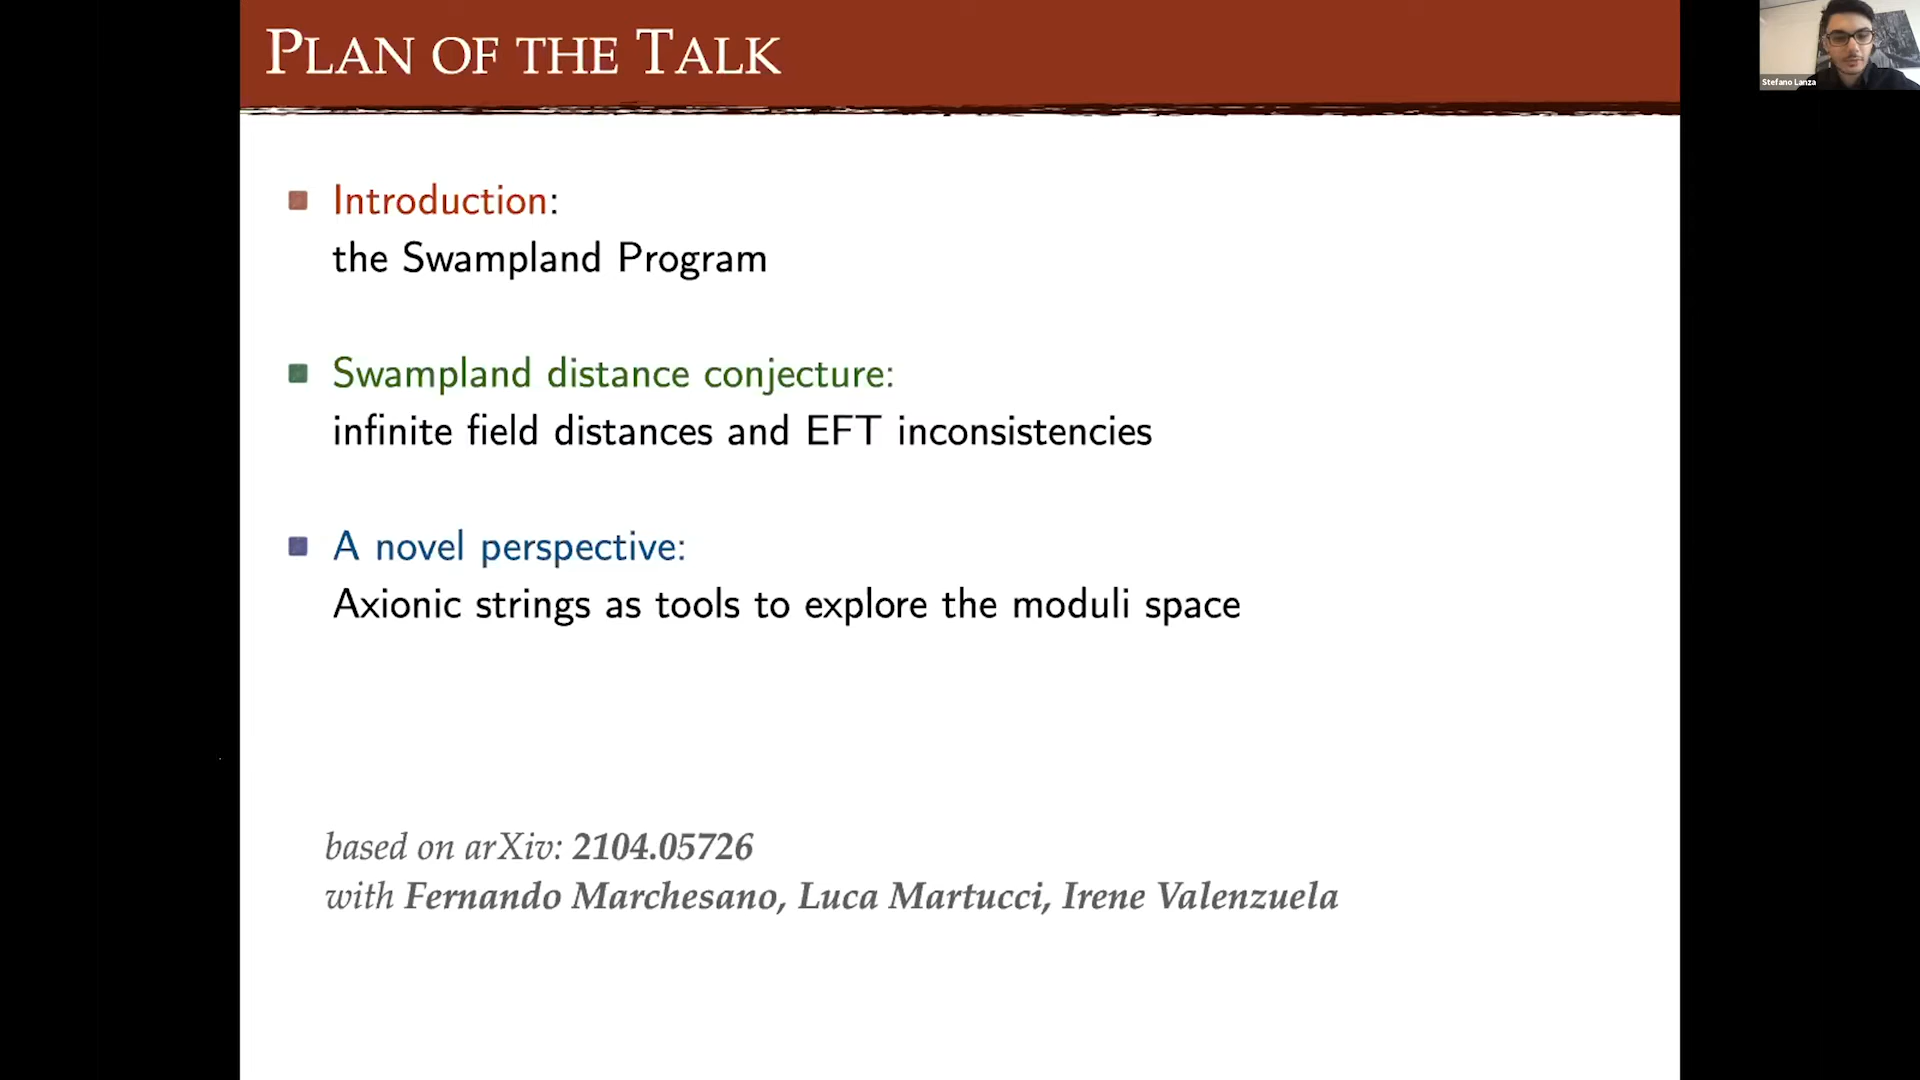 PLAN OF THE TALK
Stefano Lanza
Introduction:
the Swampland Program
Swampland distance conjecture:
infinite field distances and EFT inconsistencies
A novel perspective:
Axionic strings as tools to explore the moduli space
based on arXiv: 2104.05726
with Fernando Marchesano, Luca Martucci, Irene Valenzuela